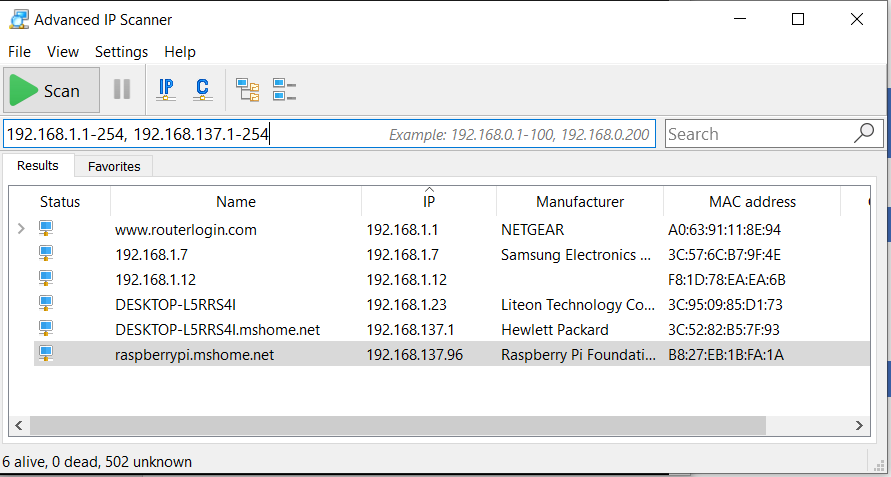 Advanced IP Scanner
File View Settings Help
Scan IP C
192.168.1.1-254, 192.168.137.1-254 Example: 192.168.0.1-100, 192.168.0.200 Search
Results Favorites
Status Name IP Manufacturer MAC address
www.routerlogin.com 192.168.1.1 NETGEAR A0:63:91:11:8E:94
192.168.1.7 192.168.1.7 Samsung Electronics ... 3C:57:6C:B7:9F:4E
192.168.1.12 192.168.1.12 F8:1D:78:EA:EA:6B
DESKTOP-L5RRS4I 192.168.1.23 Liteon Technology Co... 3C:95:09:85:D1:73
DESKTOP-L5RRS4I.mshome.net 192.168.137.1 Hewlett Packard 3C:52:82:B5:7F:93
raspberrypi.mshome.net 192.168.137.96 Raspberry Pi Foundati... B8:27:EB:1B:FA:1A
6 alive, 0 dead, 502 unknown